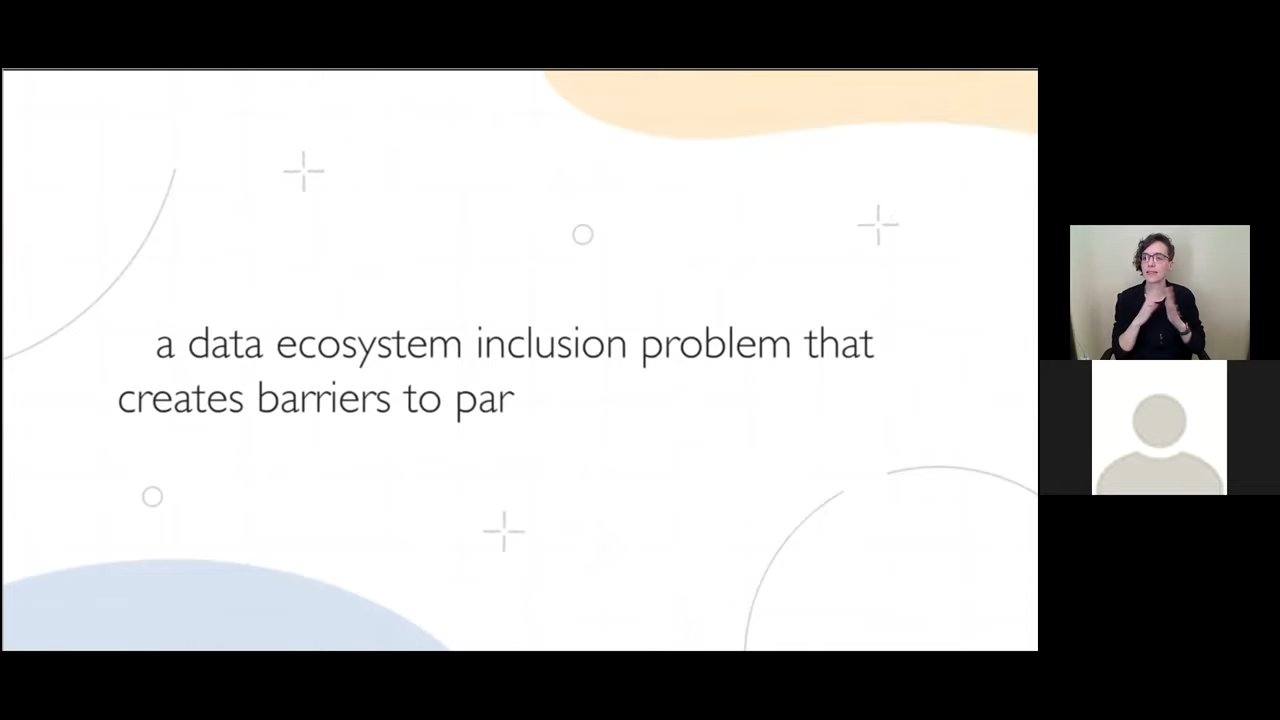 a data ecosystem inclusion problem that
creates barriers to par